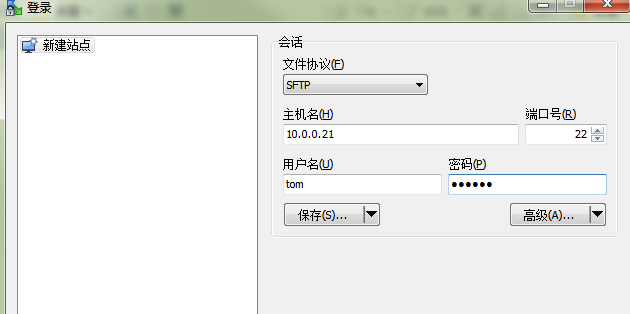 登录
新建站点
会话
文件协议(F)
SFTP
主机名(H)
端口号(R)
10.0.0.21
22
用户名(U)
密码(P)
tom
••••••
保存(S)...
高级(A)...